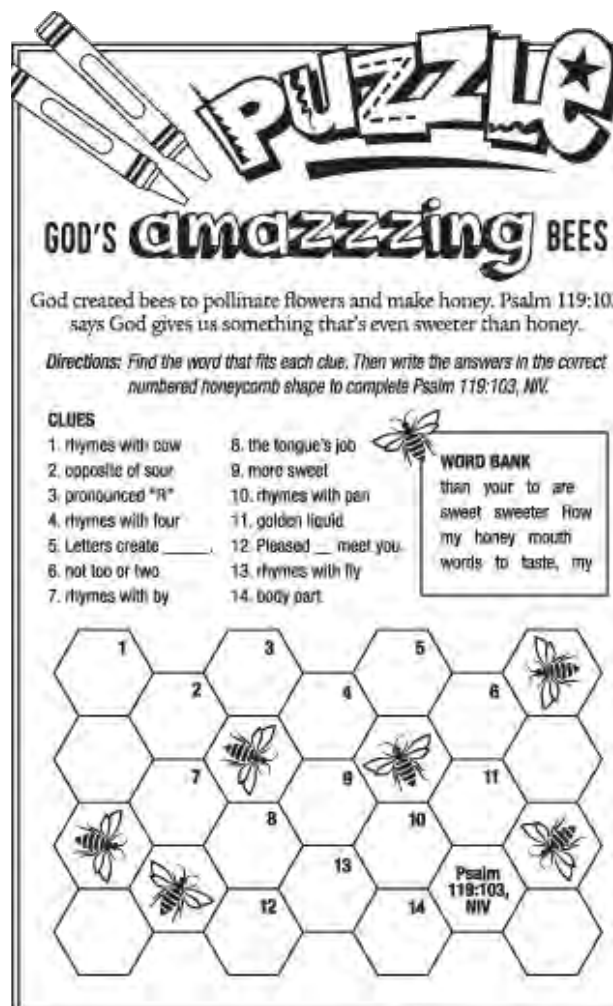 PUZZLE
GOD'S amazzzing BEES
God created bees to pollinate flowers and make honey. Psalm 119:103
says God gives us something that's even sweeter than honey.
Directions: Find the word that fits each clue. Then write the answers in the correct
numbered honeycomb shape to complete Psalm 119:103, NIV.
CLUES
1. rhymes with cow
2. opposite of sour
3. pronounced "R"
4. rhymes with four
5. Letters create _____.
6. not too or two
7. rhymes with by
8. the tongue's job
9. more sweet
10. rhymes with pan
11. golden liquid
12. Pleased __ meet you.
13. rhymes with fly
14. body part
WORD BANK
than your to are
sweet sweeter How
my honey mouth
words to taste, my
1 3 5
2 4 6
7 9 11
8 10
13
Psalm
119:103,
NIV
12 14